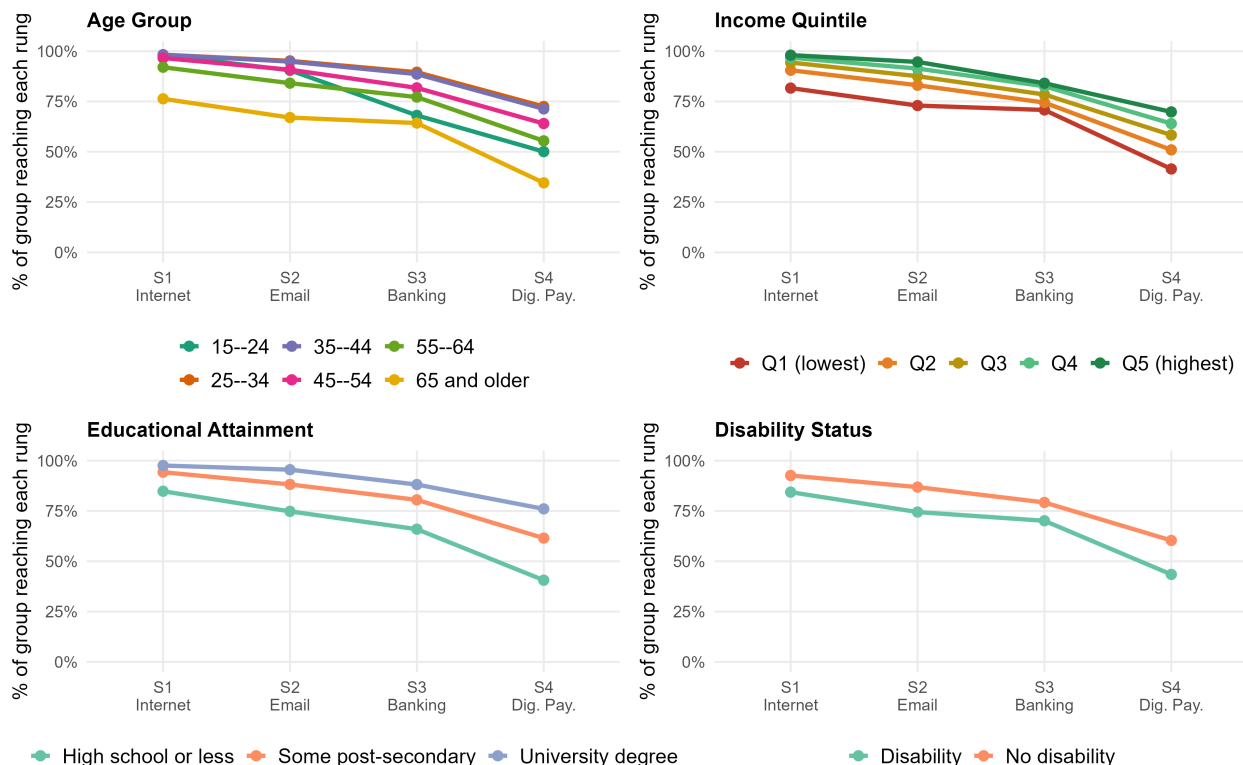 Age Group
% of group reaching each rung
100%
75%
50%
25%
0%
S1 S2 S3 S4
Internet Email Banking Dig. Pay.
15--24 35--44 55--64
25--34 45--54 65 and older
Income Quintile
% of group reaching each rung
100%
75%
50%
25%
0%
S1 S2 S3 S4
Internet Email Banking Dig. Pay.
Q1 (lowest) Q2 Q3 Q4 Q5 (highest)
Educational Attainment
% of group reaching each rung
100%
75%
50%
25%
0%
S1 S2 S3 S4
Internet Email Banking Dig. Pay.
High school or less Some post-secondary University degree
Disability Status
% of group reaching each rung
100%
75%
50%
25%
0%
S1 S2 S3 S4
Internet Email Banking Dig. Pay.
Disability No disability